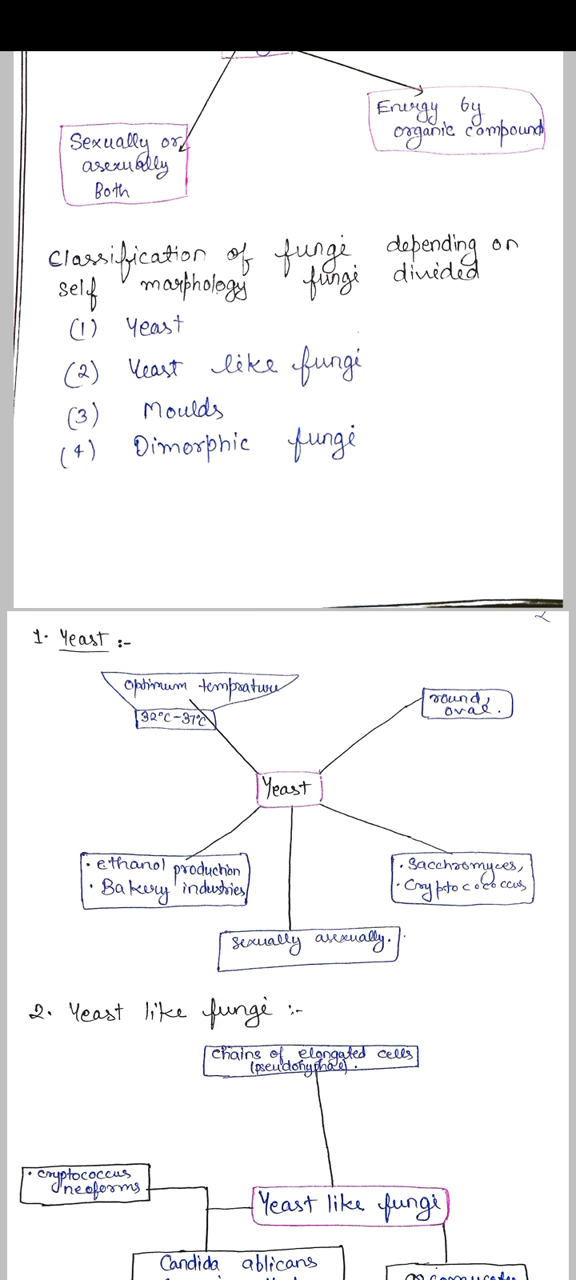 Energy by
organic compound
Sexually or
asexually
Both
Classification of fungi depending on
self marphology fungi divided
(1) Yeast
(2) Yeast like fungi
(3) Moulds
(4) Dimorphic fungi
1. Yeast :-
optimum temprature
32°C-37°C
round,
oval.
Yeast
• ethanol production
• Bakery industries
• Sacchromyces,
• Cryptococcus
sexually asexually.
2. Yeast like fungi :-
Chains of elongated cells
(pseudohyphae).
• cryptococcus
neoforms
Yeast like fungi
Candida ablicans